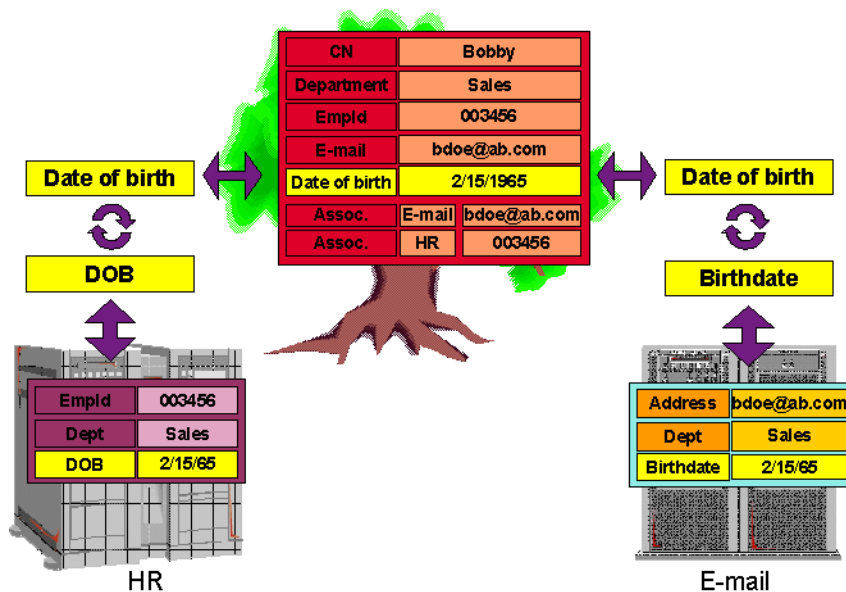 CN Bobby
Department Sales
EmpId 003456
E-mail bdoe@ab.com
Date of birth 2/15/1965
Assoc. E-mail bdoe@ab.com
Assoc. HR 003456
Date of birth
DOB
Date of birth
Birthdate
EmpId 003456
Dept Sales
DOB 2/15/65
HR
Address bdoe@ab.com
Dept Sales
Birthdate 2/15/65
E-mail